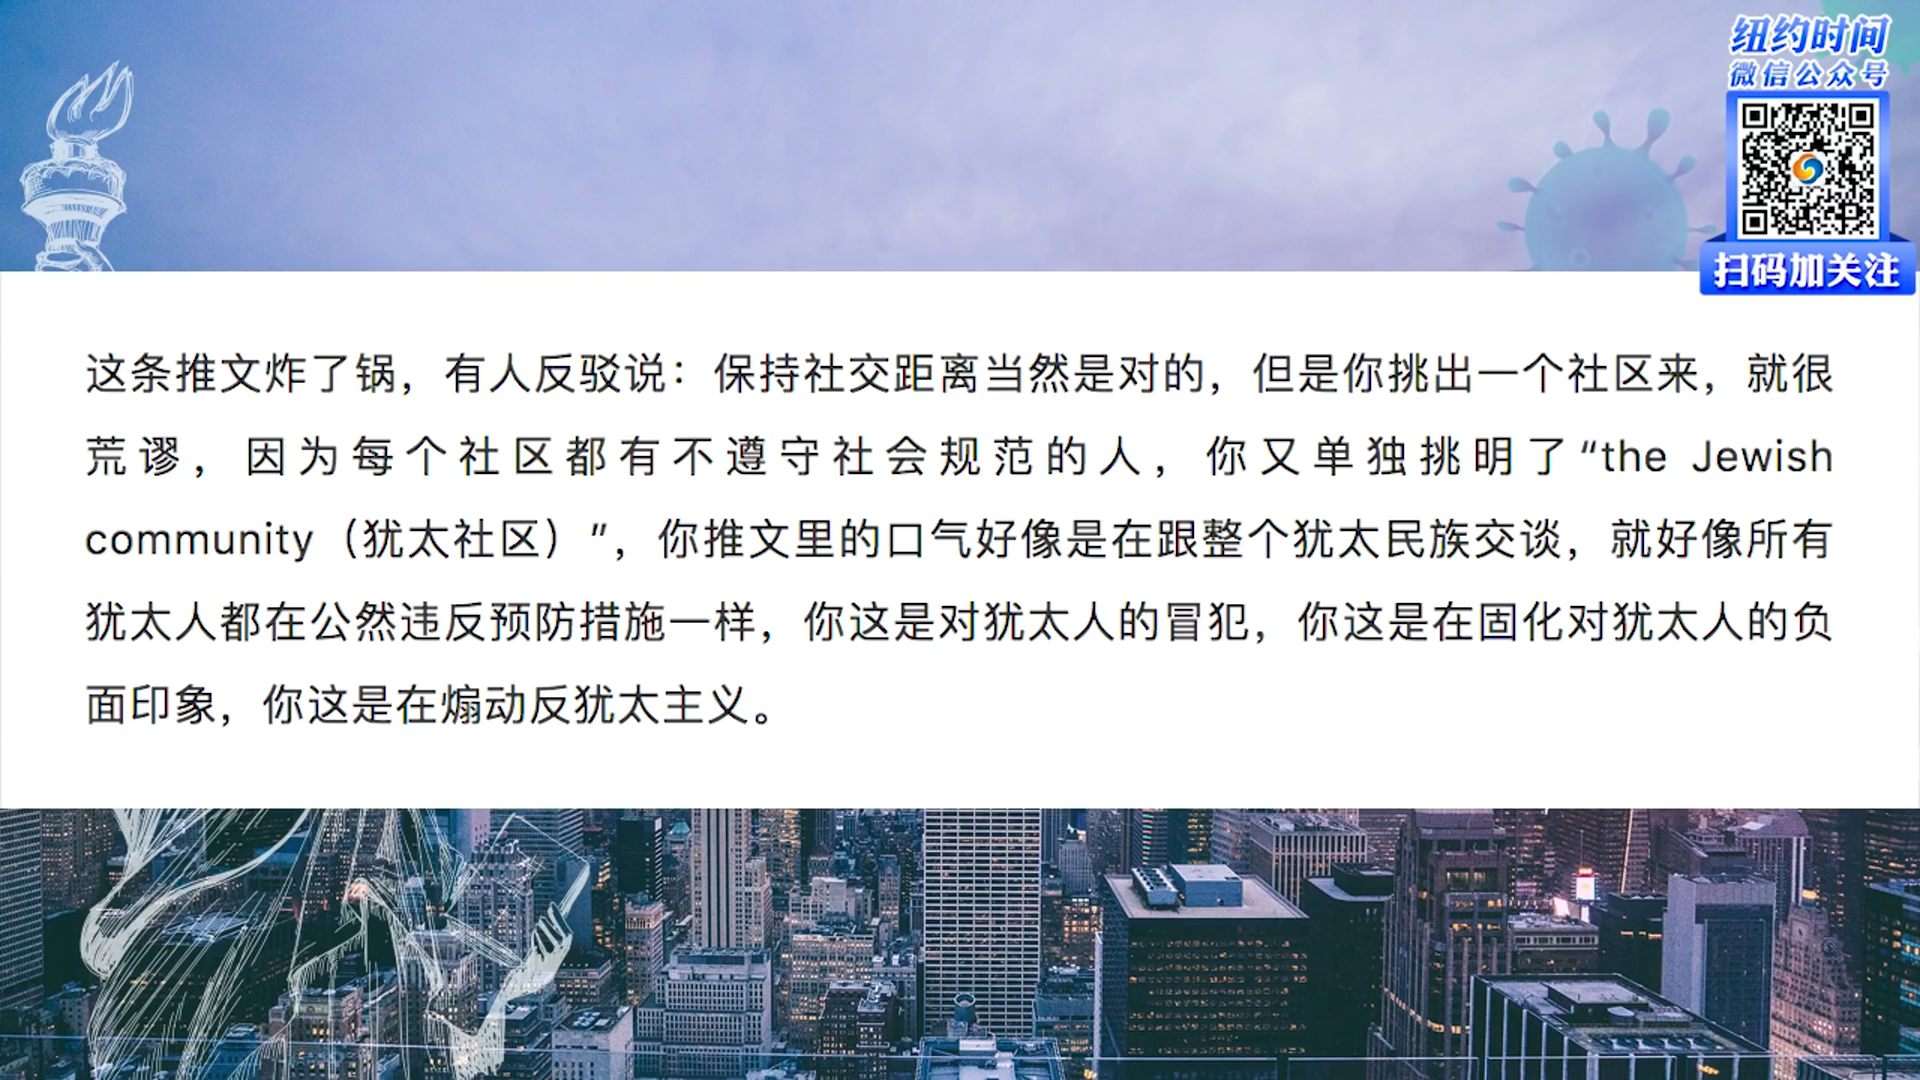 纽约时间
微信公众号
扫码加关注
这条推文炸了锅，有人反驳说：保持社交距离当然是对的，但是你挑出一个社区来，就很
荒谬，因为每个社区都有不遵守社会规范的人，你又单独挑明了“the Jewish
community（犹太社区）”，你推文里的口气好像是在跟整个犹太民族交谈，就好像所有
犹太人都在公然违反预防措施一样，你这是对犹太人的冒犯，你这是在固化对犹太人的负
面印象，你这是在煽动反犹太主义。